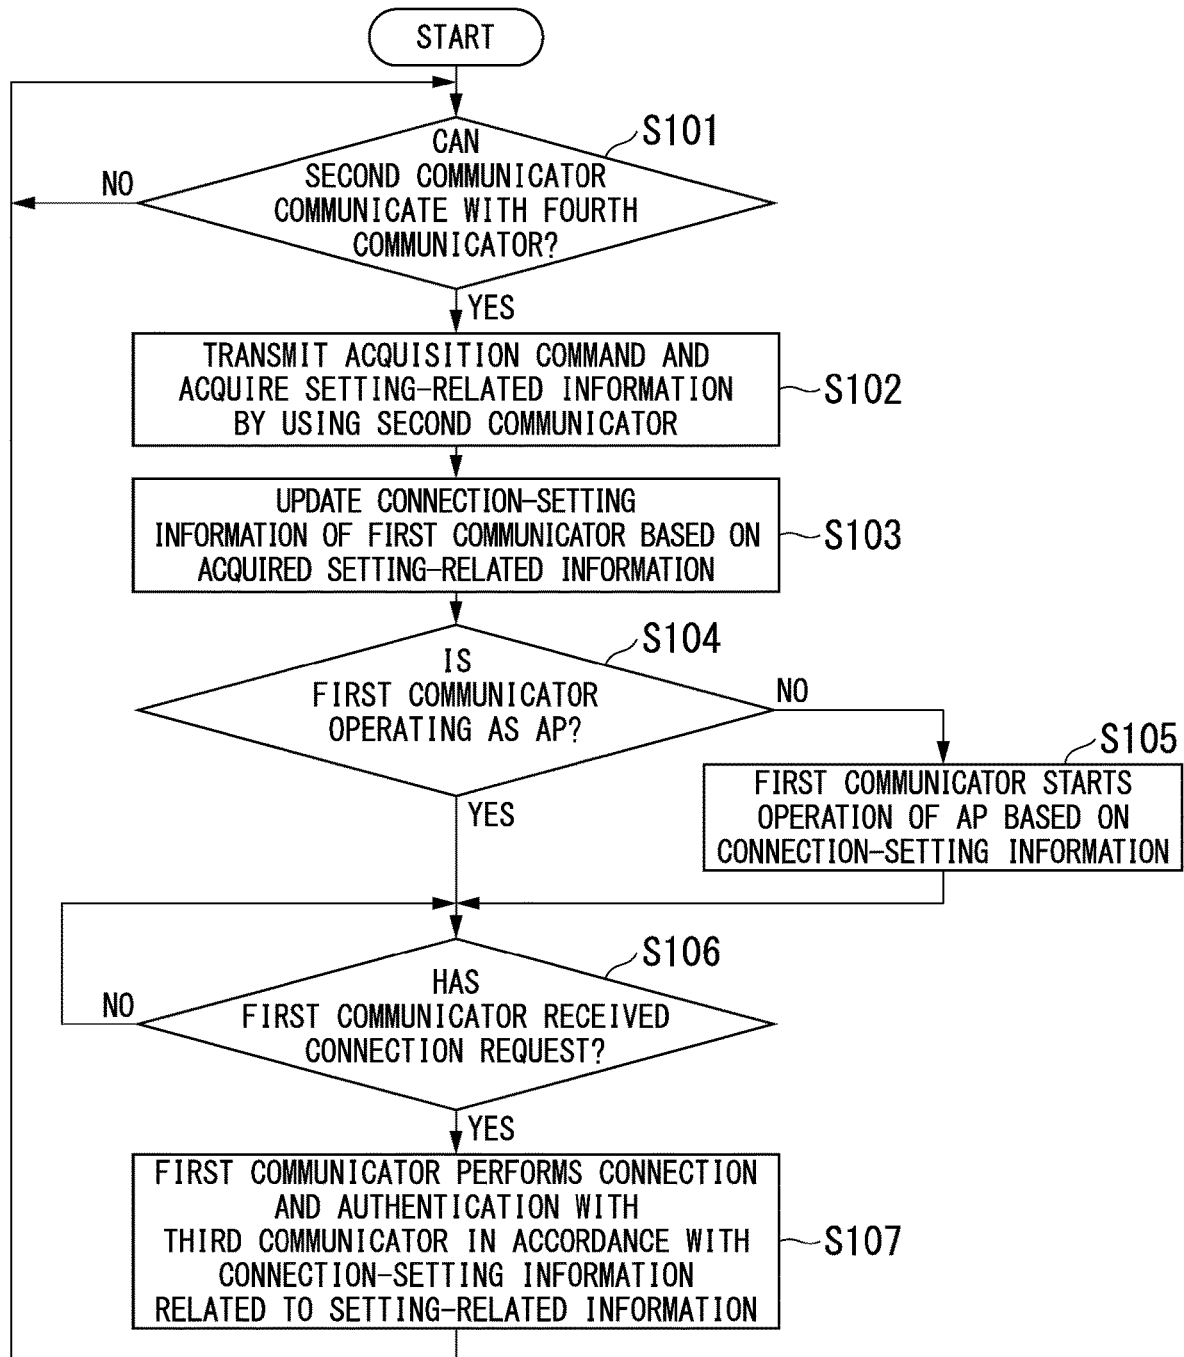 START
S101
CAN
SECOND COMMUNICATOR
COMMUNICATE WITH FOURTH
COMMUNICATOR?
NO
YES
TRANSMIT ACQUISITION COMMAND AND
ACQUIRE SETTING-RELATED INFORMATION
BY USING SECOND COMMUNICATOR
S102
UPDATE CONNECTION-SETTING
INFORMATION OF FIRST COMMUNICATOR BASED ON
ACQUIRED SETTING-RELATED INFORMATION
S103
S104
IS
FIRST COMMUNICATOR
OPERATING AS AP?
NO
YES
S105
FIRST COMMUNICATOR STARTS
OPERATION OF AP BASED ON
CONNECTION-SETTING INFORMATION
S106
HAS
FIRST COMMUNICATOR RECEIVED
CONNECTION REQUEST?
NO
YES
FIRST COMMUNICATOR PERFORMS CONNECTION
AND AUTHENTICATION WITH
THIRD COMMUNICATOR IN ACCORDANCE WITH
CONNECTION-SETTING INFORMATION
RELATED TO SETTING-RELATED INFORMATION
S107